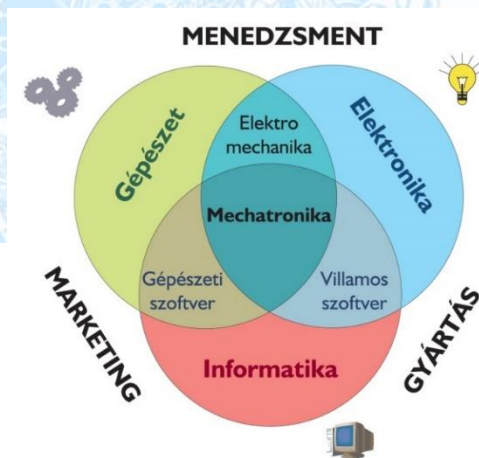 MENEDZSMENT
Gépészet
Elektro
mechanika
Elektronika
Mechatronika
Gépészeti
szoftver
Villamos
szoftver
MARKETING
GYÁRTÁS
Informatika